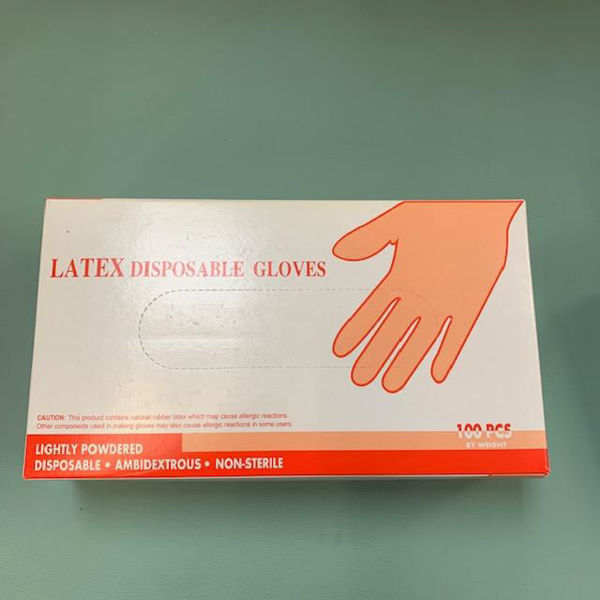 LATEX DISPOSABLE GLOVES
CAUTION: This product contains natural rubber latex which may cause allergic reactions.
Other components used in making gloves may also cause allergic reactions in some users.
100 PCS
BY WEIGHT
LIGHTLY POWDERED
DISPOSABLE • AMBIDEXTROUS • NON-STERILE